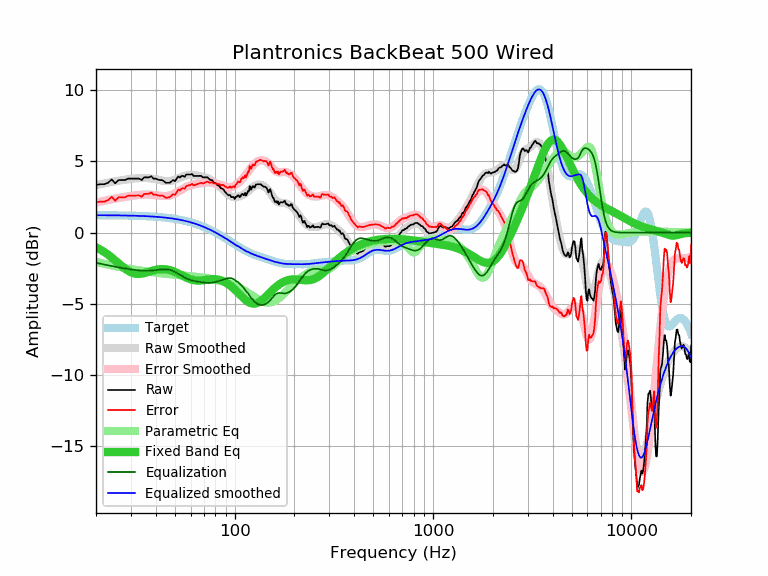 Plantronics BackBeat 500 Wired
Amplitude (dBr)
10
5
0
−5
−10
−15
Target
Raw Smoothed
Error Smoothed
Raw
Error
Parametric Eq
Fixed Band Eq
Equalization
Equalized smoothed
100 1000 10000
Frequency (Hz)